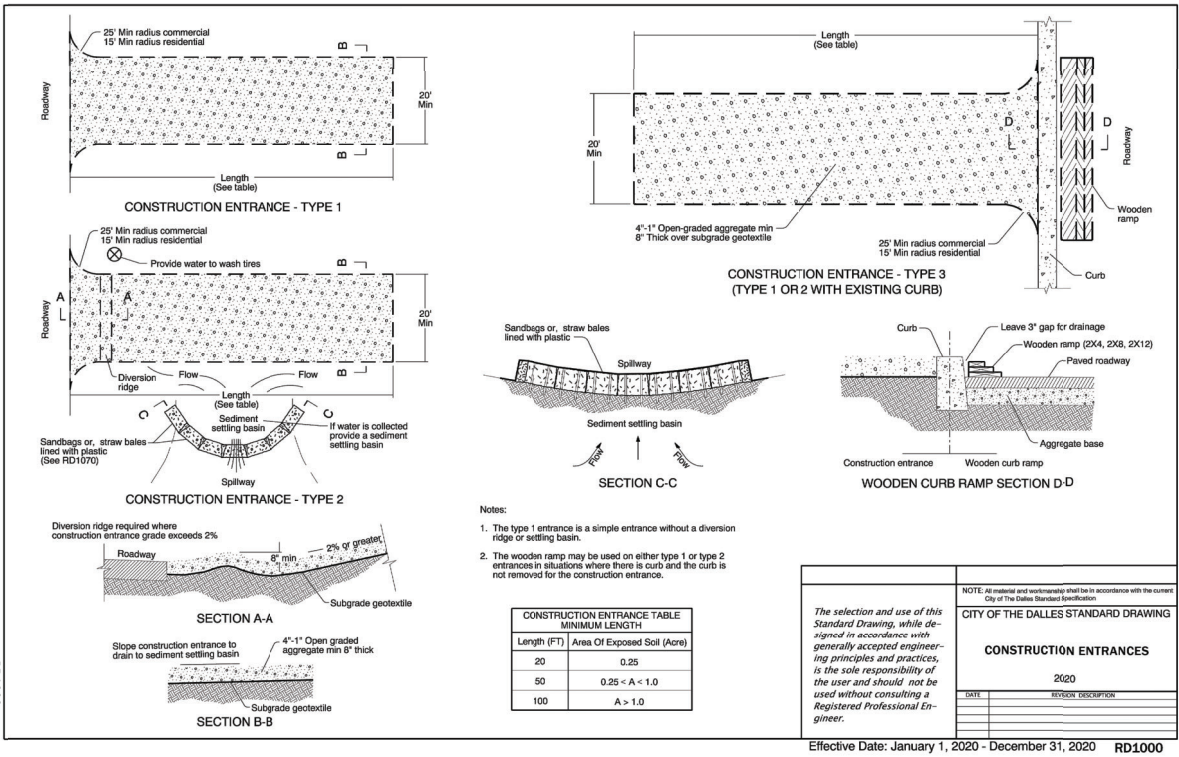 25' Min radius commercial
15' Min radius residential
B
Roadway
20'
Min
B
Length
(See table)
CONSTRUCTION ENTRANCE - TYPE 1
25' Min radius commercial
15' Min radius residential
Provide water to wash tires
B
A
A
Roadway
20'
Min
B
Diversion
ridge
Flow
Flow
Length
(See table)
C
C
Sediment
settling basin
If water is collected
provide a sediment
settling basin
Sandbags or, straw bales
lined with plastic
(See RD1070)
Spillway
CONSTRUCTION ENTRANCE - TYPE 2
Diversion ridge required where
construction entrance grade exceeds 2%
Roadway
8" min
2% or greater
Subgrade geotextile
SECTION A-A
Slope construction entrance to
drain to sediment settling basin
4"-1" Open graded
aggregate min 8" thick
Subgrade geotextile
SECTION B-B
Length
(See table)
20'
Min
D
D
Roadway
Wooden
ramp
4"-1" Open-graded aggregate min
8" Thick over subgrade geotextile
25' Min radius commercial
15' Min radius residential
Curb
CONSTRUCTION ENTRANCE - TYPE 3
(TYPE 1 OR 2 WITH EXISTING CURB)
Sandbags or, straw bales
lined with plastic
Spillway
Sediment settling basin
Flow
Flow
SECTION C-C
Curb
Leave 3" gap for drainage
Wooden ramp (2X4, 2X8, 2X12)
Paved roadway
Aggregate base
Construction entrance
Wooden curb ramp
WOODEN CURB RAMP SECTION D-D
Notes:
1. The type 1 entrance is a simple entrance without a diversion
ridge or settling basin.
2. The wooden ramp may be used on either type 1 or type 2
entrances in situations where there is curb and the curb is
not removed for the construction entrance.
CONSTRUCTION ENTRANCE TABLE
MINIMUM LENGTH
Length (FT) Area Of Exposed Soil (Acre)
20 0.25
50 0.25 < A < 1.0
100 A > 1.0
The selection and use of this
Standard Drawing, while de-
signed in accordance with
generally accepted engineer-
ing principles and practices,
is the sole responsibility of
the user and should not be
used without consulting a
Registered Professional En-
gineer.
NOTE: All material and workmanship shall be in accordance with the current
City of The Dalles Standard Specification
CITY OF THE DALLES STANDARD DRAWING
CONSTRUCTION ENTRANCES
2020
DATE REVISION DESCRIPTION
Effective Date: January 1, 2020 - December 31, 2020 RD1000